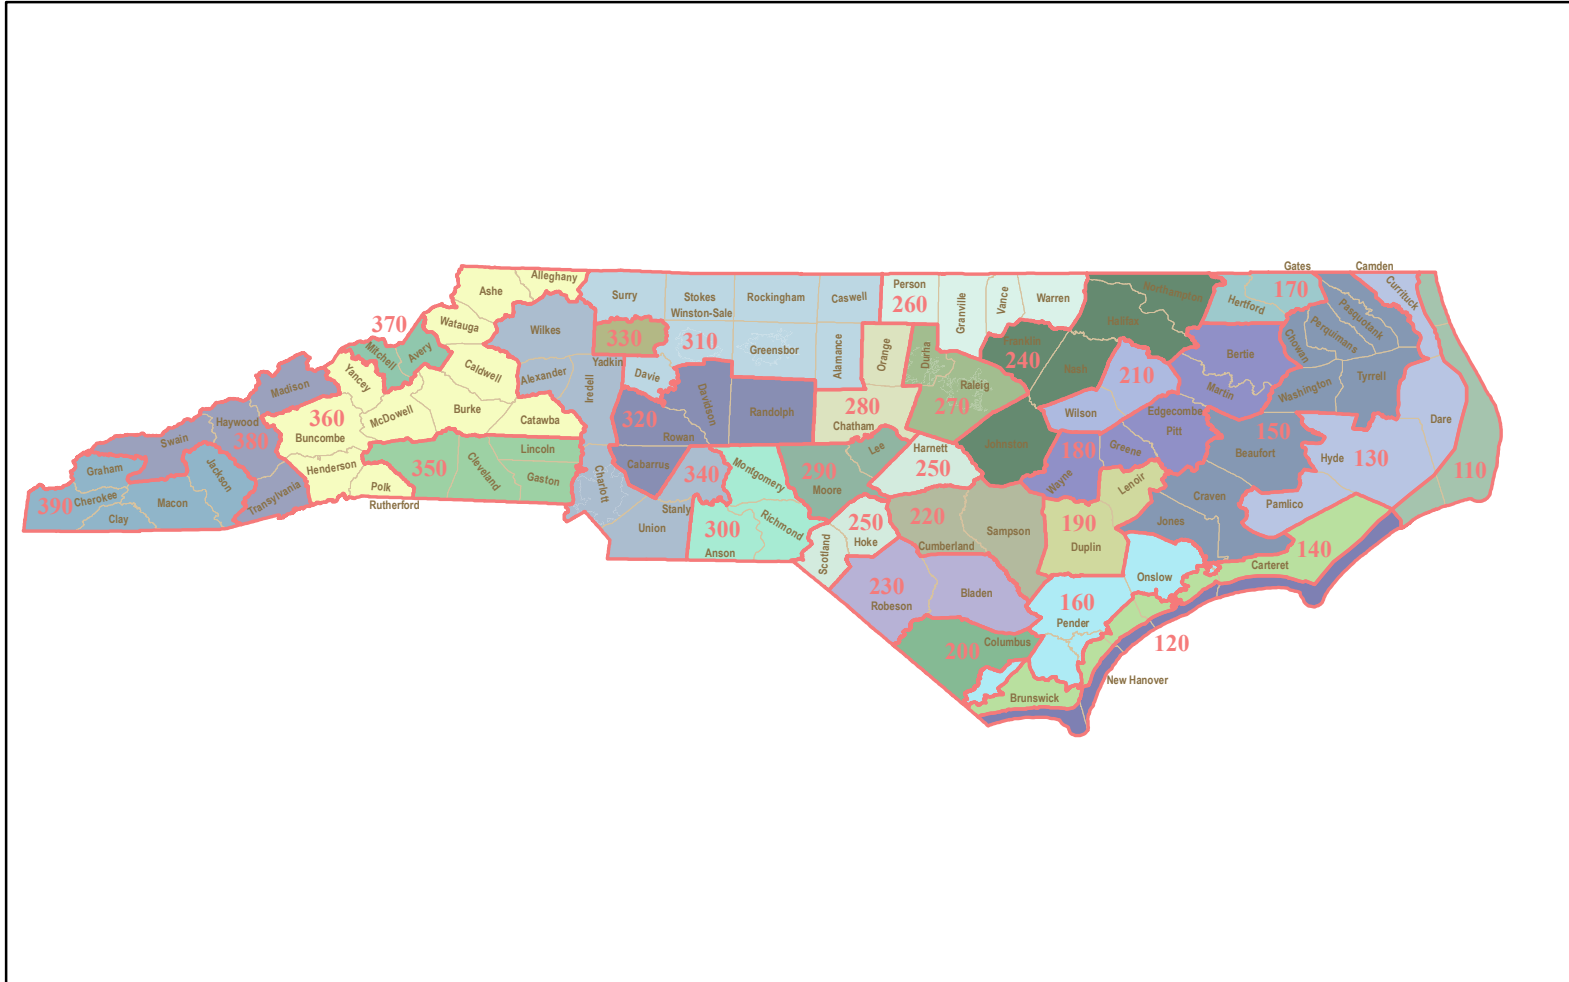 Gates
Camden
Alleghany
Currituck
Ashe
Surry
Stokes
Rockingham
Caswell
Person
Granville
Vance
Warren
Northampton
Hertford
170
Pasquotank
Perquimans
Chowan
Winston-Sale
260
Halifax
370
Watauga
Wilkes
330
310
Greensbor
Alamance
Orange
Durha
Franklin
240
Mitchell
Avery
Yadkin
Bertie
Caldwell
Alexander
Iredell
Davie
Davidson
Raleig
Nash
210
Martin
Washington
Tyrrell
Madison
Yancey
McDowell
Burke
Catawba
320
Randolph
280
270
Wilson
Edgecombe
Dare
Haywood
360
Rowan
Chatham
Pitt
150
Swain
380
Buncombe
Lincoln
Lee
Harnett
Johnston
180
Greene
Beaufort
Hyde
130
110
Graham
Jackson
Henderson
350
Cleveland
Gaston
Charlott
Cabarrus
340
Montgomery
290
250
Wayne
Lenoir
390
Cherokee
Macon
Transylvania
Polk
Moore
Craven
Pamlico
Clay
Rutherford
Stanly
Union
300
Richmond
250
220
Sampson
190
Jones
Anson
Scotland
Hoke
Cumberland
Duplin
140
Carteret
Onslow
230
Robeson
Bladen
160
Pender
200
Columbus
120
New Hanover
Brunswick